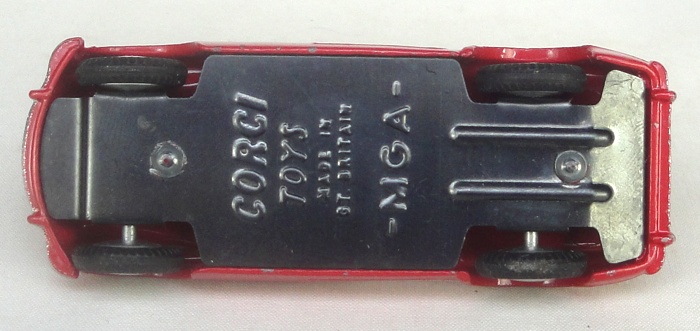 CORGI
TOYS
MADE IN
GT. BRITAIN
-MGA-